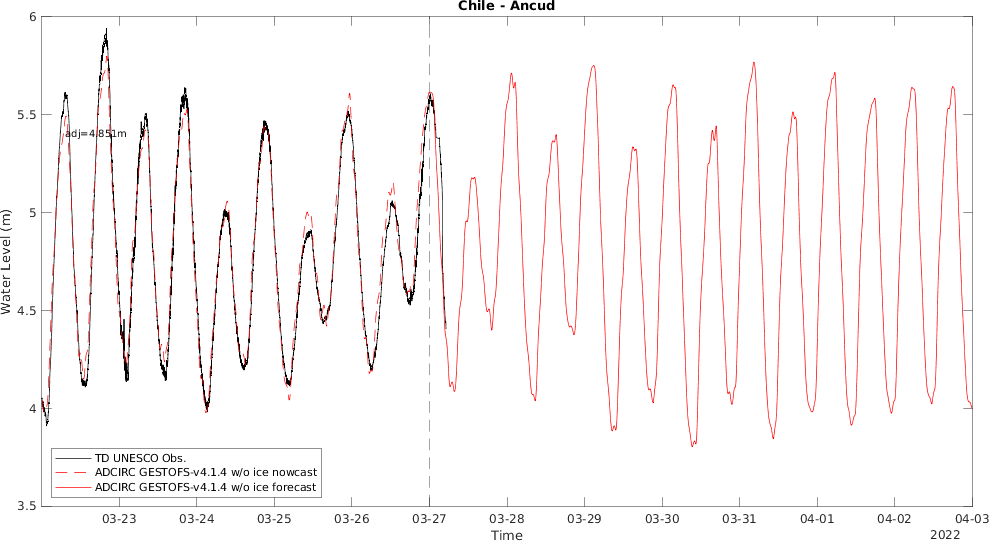 Chile - Ancud
6
5.5
5
4.5
4
3.5
Water Level (m)
adj=4.851m
TD UNESCO Obs.
ADCIRC GESTOFS-v4.1.4 w/o ice nowcast
ADCIRC GESTOFS-v4.1.4 w/o ice forecast
03-23 03-24 03-25 03-26 03-27 03-28 03-29 03-30 03-31 04-01 04-02 04-03
Time
2022